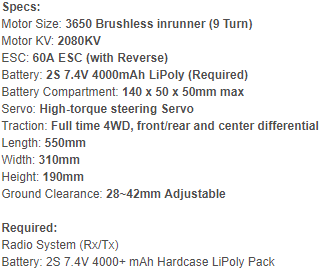 Specs:
Motor Size: 3650 Brushless inrunner (9 Turn)
Motor KV: 2080KV
ESC: 60A ESC (with Reverse)
Battery: 2S 7.4V 4000mAh LiPoly (Required)
Battery Compartment: 140 x 50 x 50mm max
Servo: High-torque steering Servo
Traction: Full time 4WD, front/rear and center differential
Length: 550mm
Width: 310mm
Height: 190mm
Ground Clearance: 28~42mm Adjustable
Required:
Radio System (Rx/Tx)
Battery: 2S 7.4V 4000+ mAh Hardcase LiPoly Pack